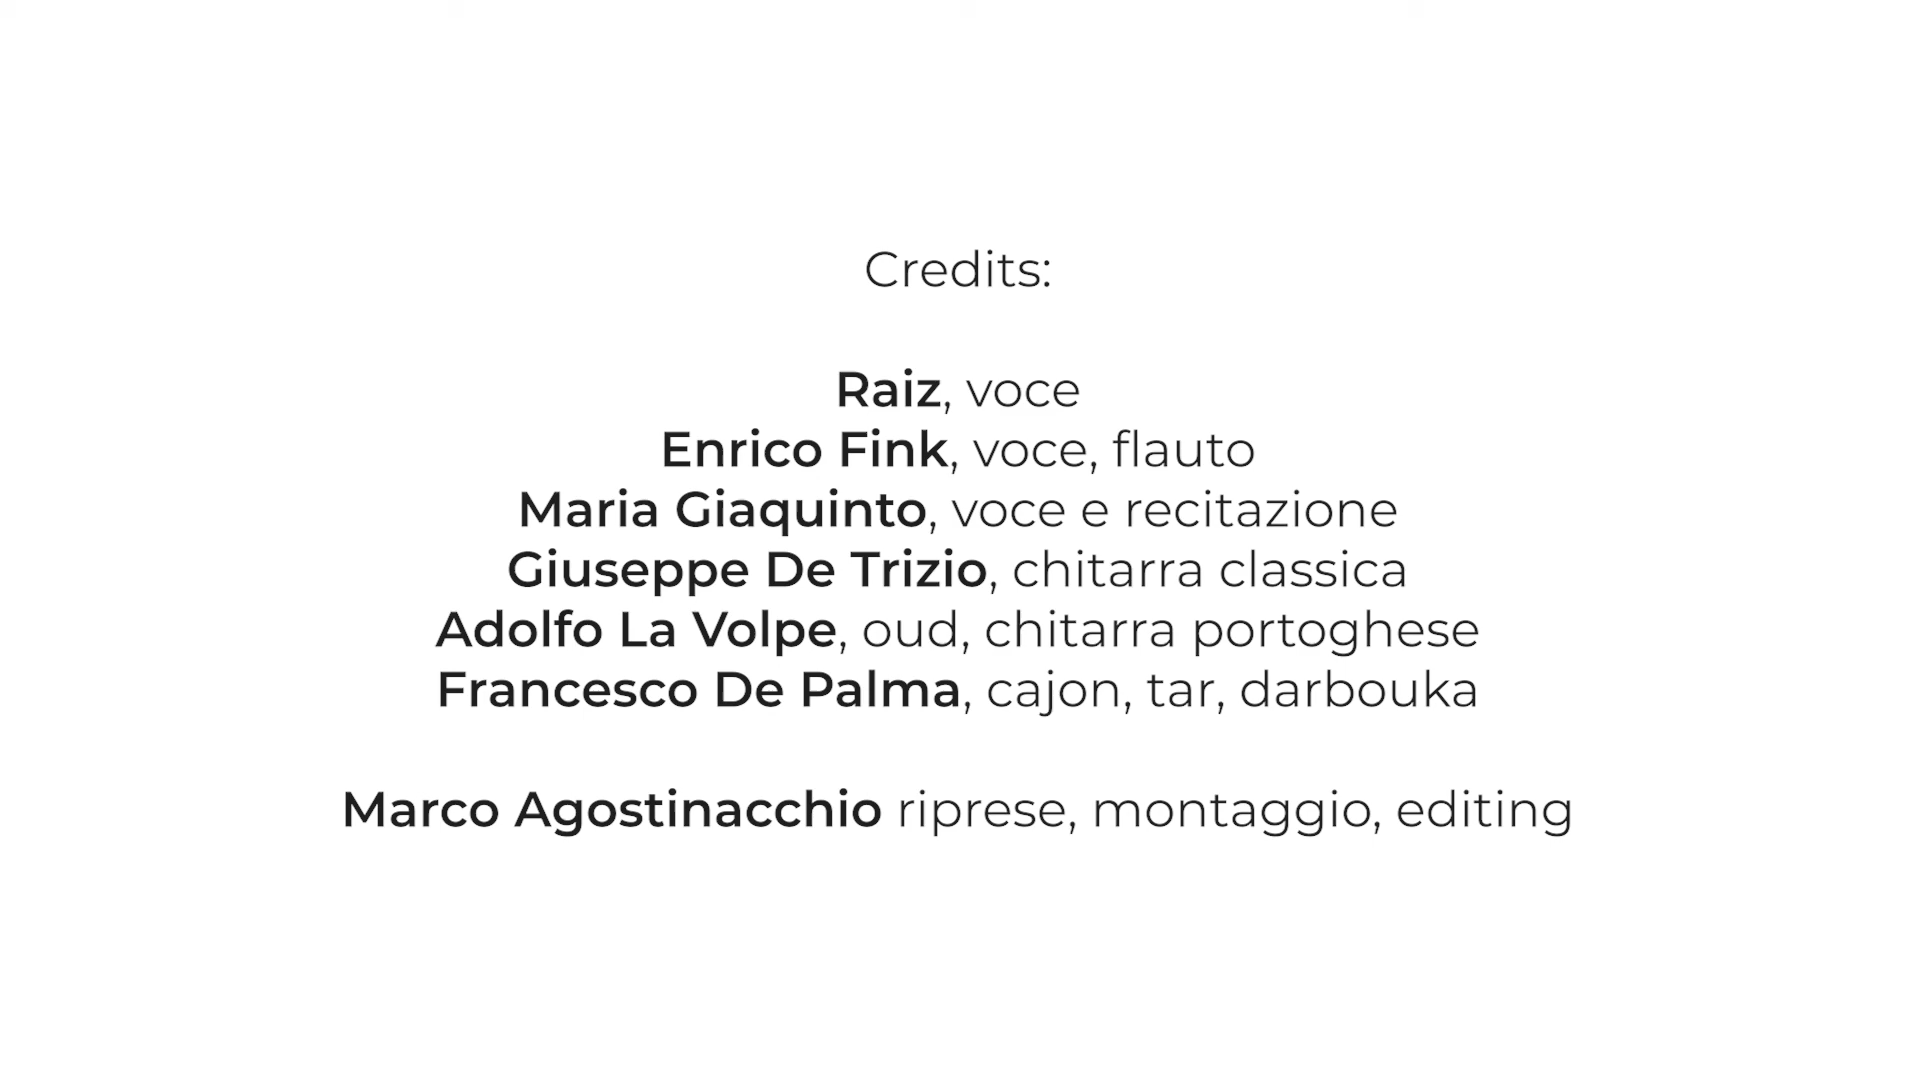 Credits:
Raiz, voce
Enrico Fink, voce, flauto
Maria Giaquinto, voce e recitazione
Giuseppe De Trizio, chitarra classica
Adolfo La Volpe, oud, chitarra portoghese
Francesco De Palma, cajon, tar, darbouka
Marco Agostinacchio riprese, montaggio, editing